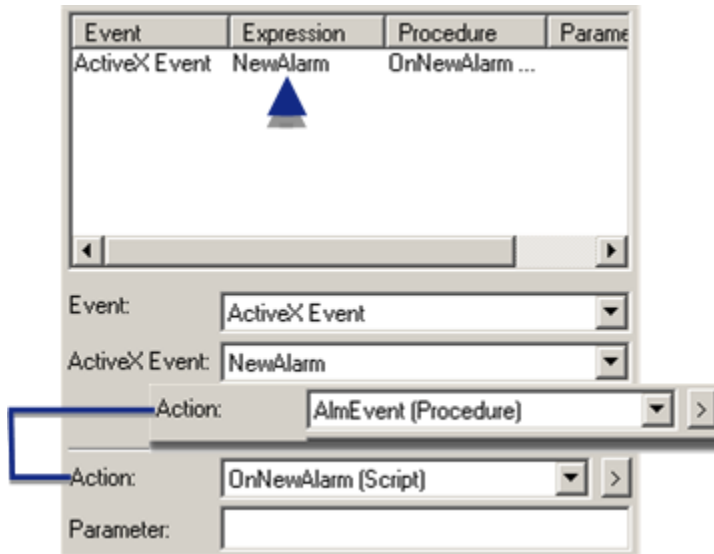 Event Expression Procedure Parame
ActiveX Event NewAlarm OnNewAlarm ...
Event: ActiveX Event
ActiveX Event: NewAlarm
Action: AlmEvent (Procedure) >
Action: OnNewAlarm (Script) >
Parameter: